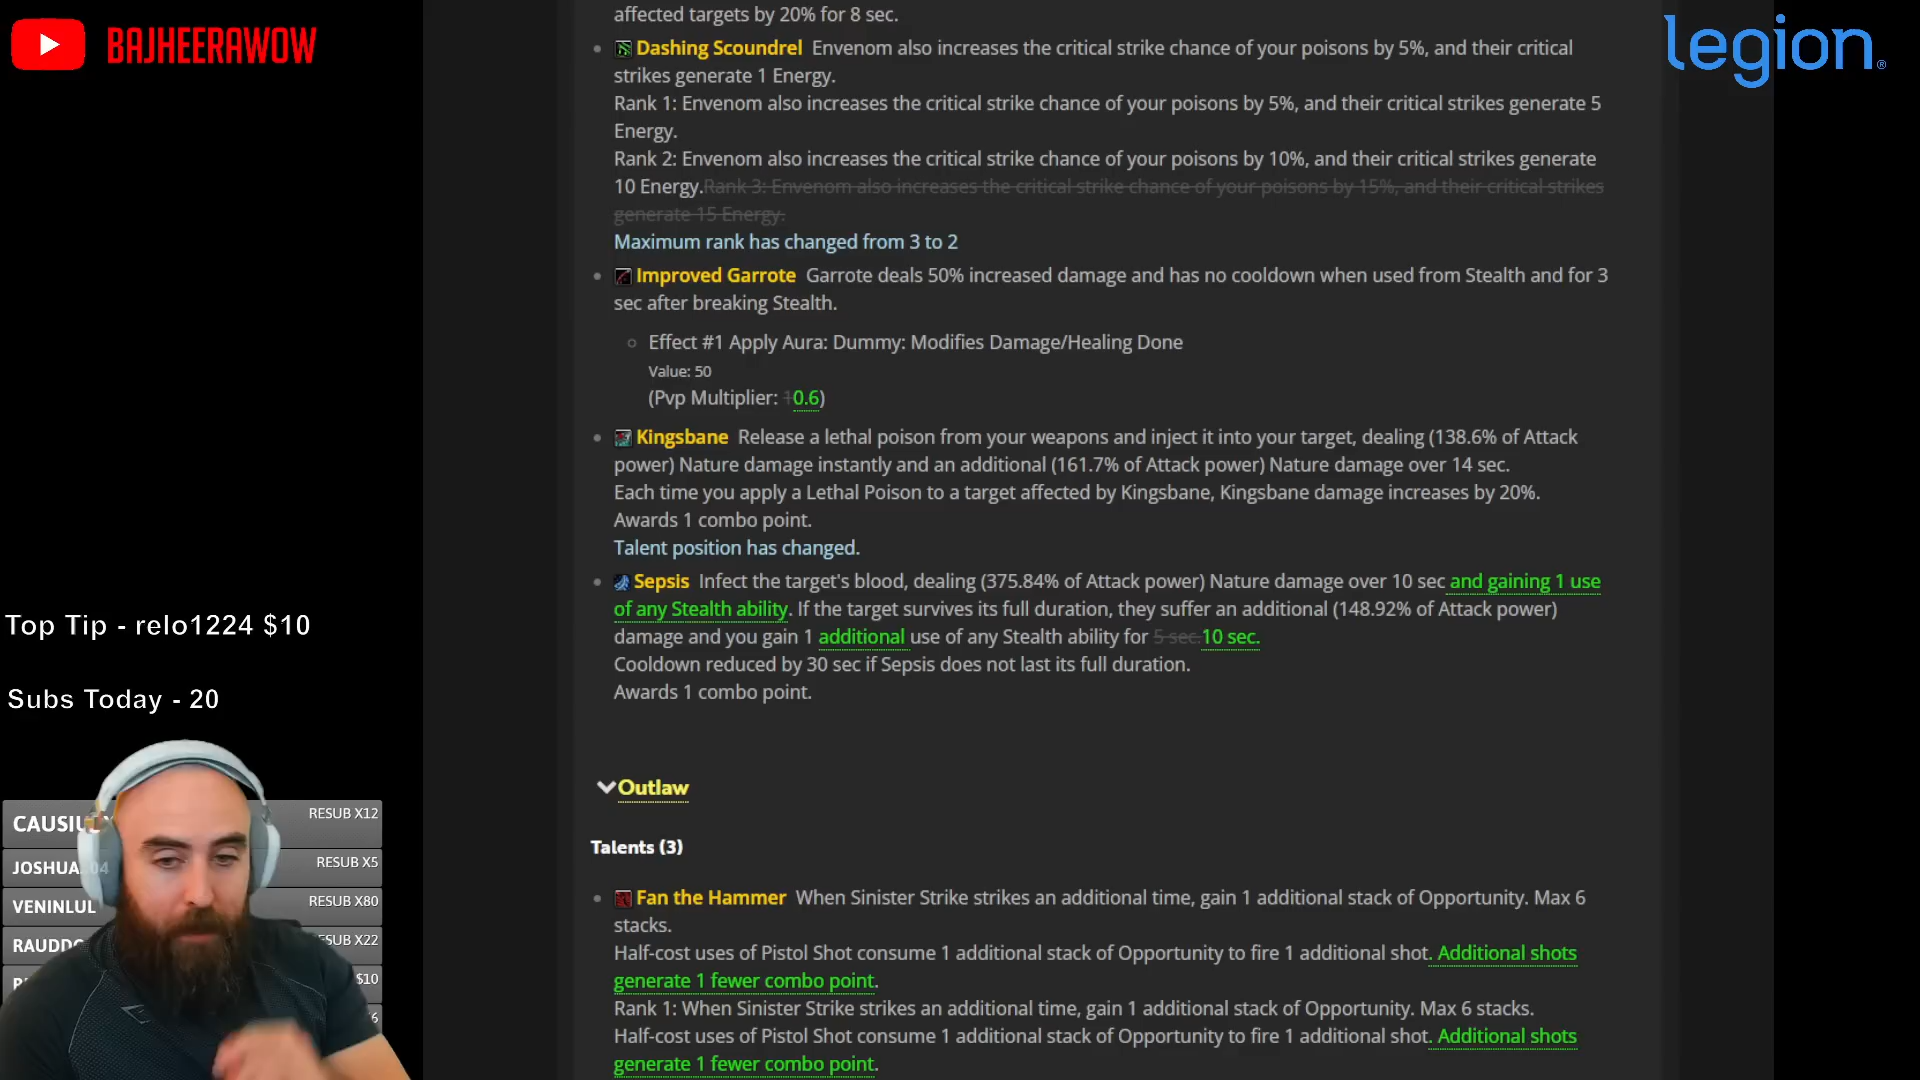 BAJHEERAWOW
legion®
affected targets by 20% for 8 sec.
Dashing Scoundrel Envenom also increases the critical strike chance of your poisons by 5%, and their critical
strikes generate 1 Energy.
Rank 1: Envenom also increases the critical strike chance of your poisons by 5%, and their critical strikes generate 5
Energy.
Rank 2: Envenom also increases the critical strike chance of your poisons by 10%, and their critical strikes generate
10 Energy.Rank 3: Envenom also increases the critical strike chance of your poisons by 15%, and their critical strikes
generate 15 Energy.
Maximum rank has changed from 3 to 2
Improved Garrote Garrote deals 50% increased damage and has no cooldown when used from Stealth and for 3
sec after breaking Stealth.
Effect #1 Apply Aura: Dummy: Modifies Damage/Healing Done
Value: 50
(Pvp Multiplier: 10.6)
Kingsbane Release a lethal poison from your weapons and inject it into your target, dealing (138.6% of Attack
power) Nature damage instantly and an additional (161.7% of Attack power) Nature damage over 14 sec.
Each time you apply a Lethal Poison to a target affected by Kingsbane, Kingsbane damage increases by 20%.
Awards 1 combo point.
Talent position has changed.
Sepsis Infect the target's blood, dealing (375.84% of Attack power) Nature damage over 10 sec and gaining 1 use
of any Stealth ability. If the target survives its full duration, they suffer an additional (148.92% of Attack power)
damage and you gain 1 additional use of any Stealth ability for 5 sec.10 sec.
Cooldown reduced by 30 sec if Sepsis does not last its full duration.
Awards 1 combo point.
Outlaw
Talents (3)
Fan the Hammer When Sinister Strike strikes an additional time, gain 1 additional stack of Opportunity. Max 6
stacks.
Half-cost uses of Pistol Shot consume 1 additional stack of Opportunity to fire 1 additional shot. Additional shots
generate 1 fewer combo point.
Rank 1: When Sinister Strike strikes an additional time, gain 1 additional stack of Opportunity. Max 6 stacks.
Half-cost uses of Pistol Shot consume 1 additional stack of Opportunity to fire 1 additional shot. Additional shots
generate 1 fewer combo point.
Top Tip - relo1224 $10
Subs Today - 20
RESUB X12
RESUB X5
VENINLUL RESUB X80
X22
$10